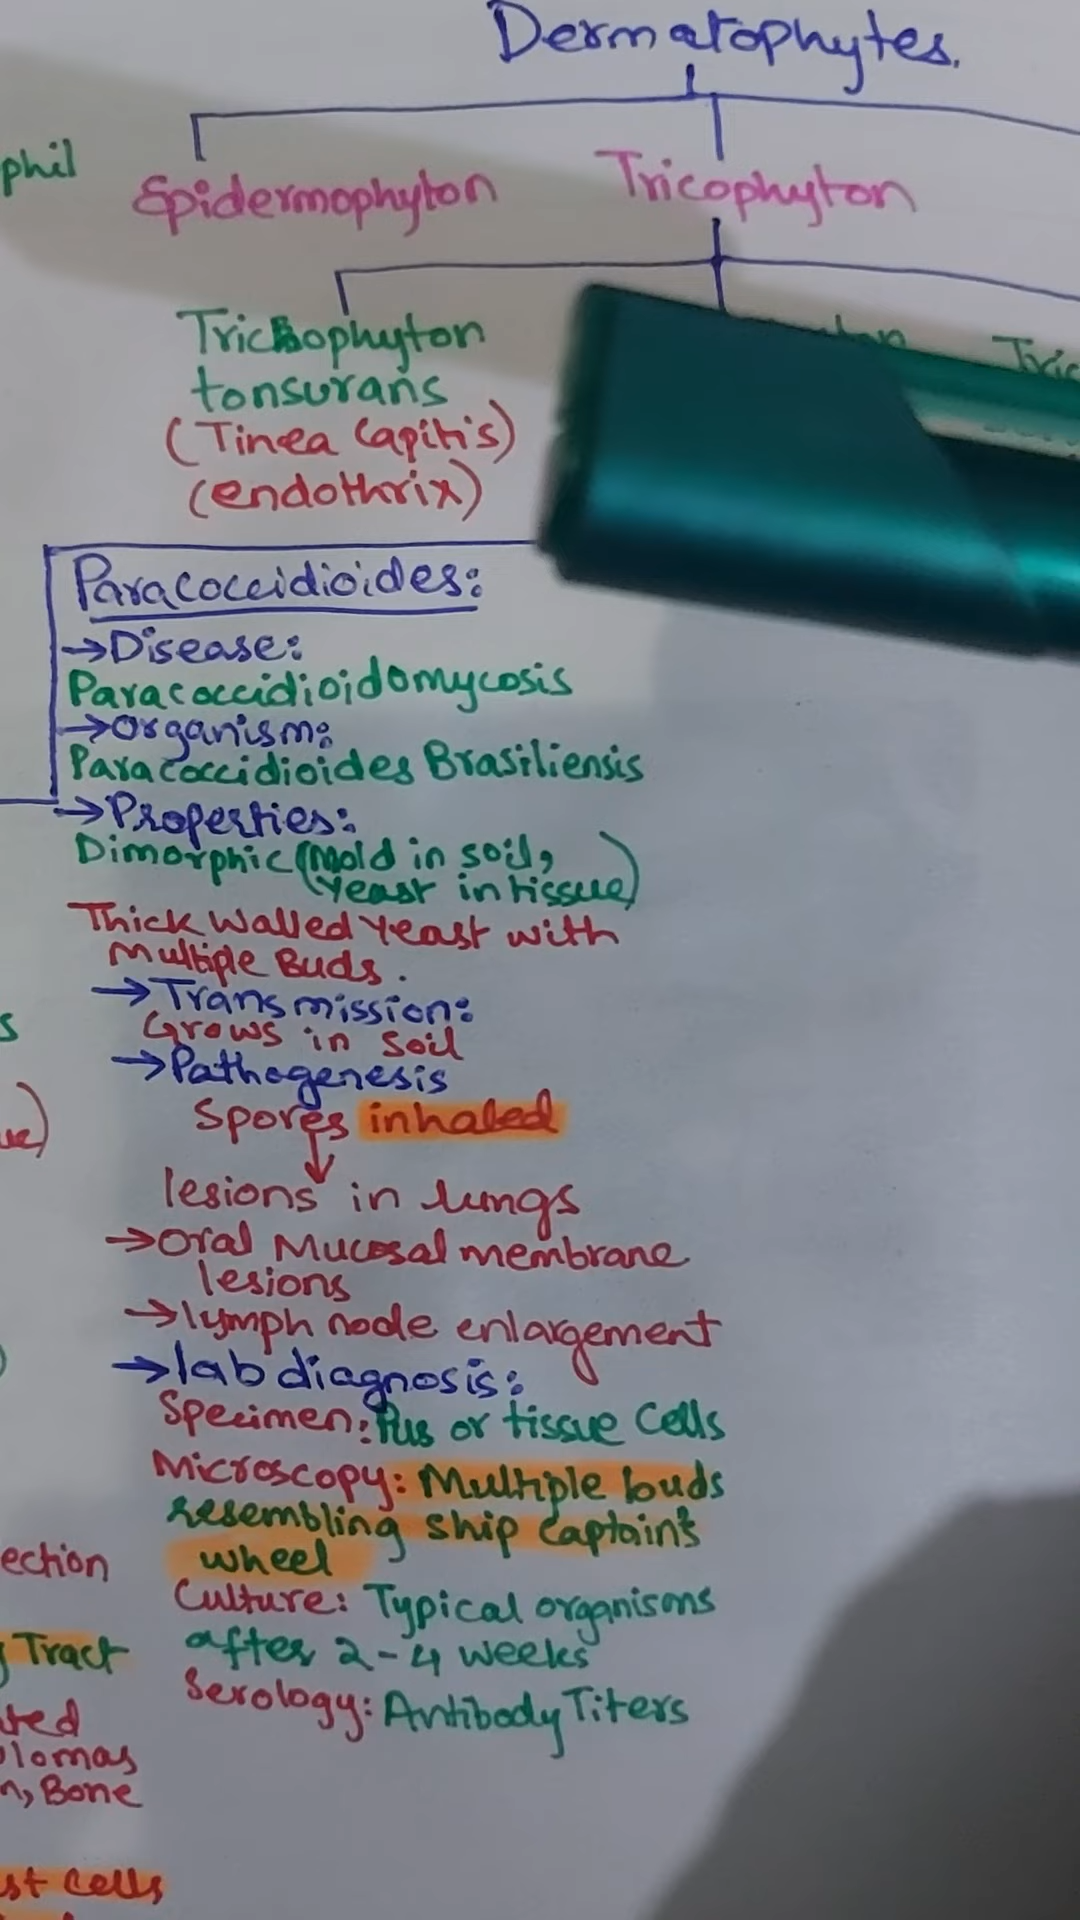 Dermatophytes.
phil
Epidermophyton
Tricophyton
Trichophyton
tonsurans
(Tinea Capitis)
(endothrix)
Paracoccidioides:
→Disease:
Paracoccidioidomycosis
→Organism:
Paracoccidioides Brasiliensis
→Properties:
Dimorphic (Mold in soil,
Yeast in tissue)
Thick Walled Yeast with
Multiple Buds.
→Transmission:
Grows in soil
→Pathogenesis
Spores inhaled
↓
lesions in lungs
→Oral Mucosal membrane
lesions
→lymph node enlargement
→lab diagnosis:
Specimen: Pus or tissue Cells
Microscopy: Multiple buds
resembling ship Captain's
wheel
Culture: Typical organisms
after 2-4 weeks
Serology: Antibody Titers
ection
Tract
ted
lomas
n, Bone
st Cells